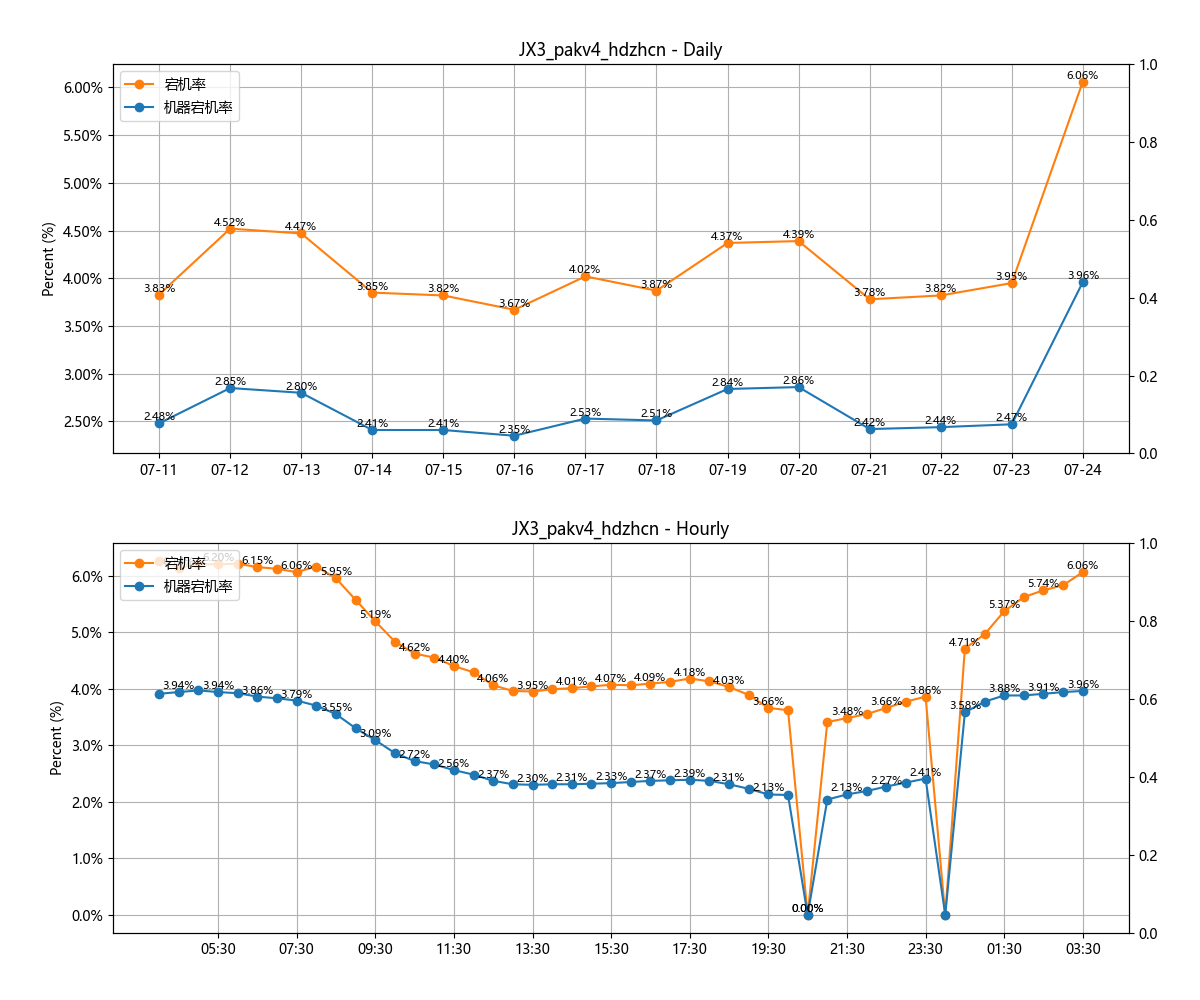 JX3_pakv4_hdzhcn - Daily
宕机率
机器宕机率
Percent (%)
6.00%
5.50%
5.00%
4.50%
4.00%
3.50%
3.00%
2.50%
1.0
0.8
0.6
0.4
0.2
0.0
3.83% 4.52% 4.47% 3.85% 3.82% 3.67% 4.02% 3.87% 4.37% 4.39% 3.78% 3.82% 3.95% 6.06%
2.48% 2.85% 2.80% 2.41% 2.41% 2.35% 2.53% 2.51% 2.84% 2.86% 2.42% 2.44% 2.47% 3.96%
07-11 07-12 07-13 07-14 07-15 07-16 07-17 07-18 07-19 07-20 07-21 07-22 07-23 07-24
JX3_pakv4_hdzhcn - Hourly
宕机率
机器宕机率
Percent (%)
6.0%
5.0%
4.0%
3.0%
2.0%
1.0%
0.0%
1.0
0.8
0.6
0.4
0.2
0.0
6.20% 6.15% 6.06% 5.95% 5.19% 4.62% 4.40% 4.06% 3.95% 4.01% 4.07% 4.09% 4.18% 4.03% 3.66% 0.00% 3.48% 3.66% 3.86% 4.71% 5.37% 5.74% 6.06%
3.94% 3.94% 3.86% 3.79% 3.55% 3.09% 2.72% 2.56% 2.37% 2.30% 2.31% 2.33% 2.37% 2.39% 2.31% 2.13% 0.00% 2.13% 2.27% 2.41% 3.58% 3.88% 3.91% 3.96%
05:30 07:30 09:30 11:30 13:30 15:30 17:30 19:30 21:30 23:30 01:30 03:30